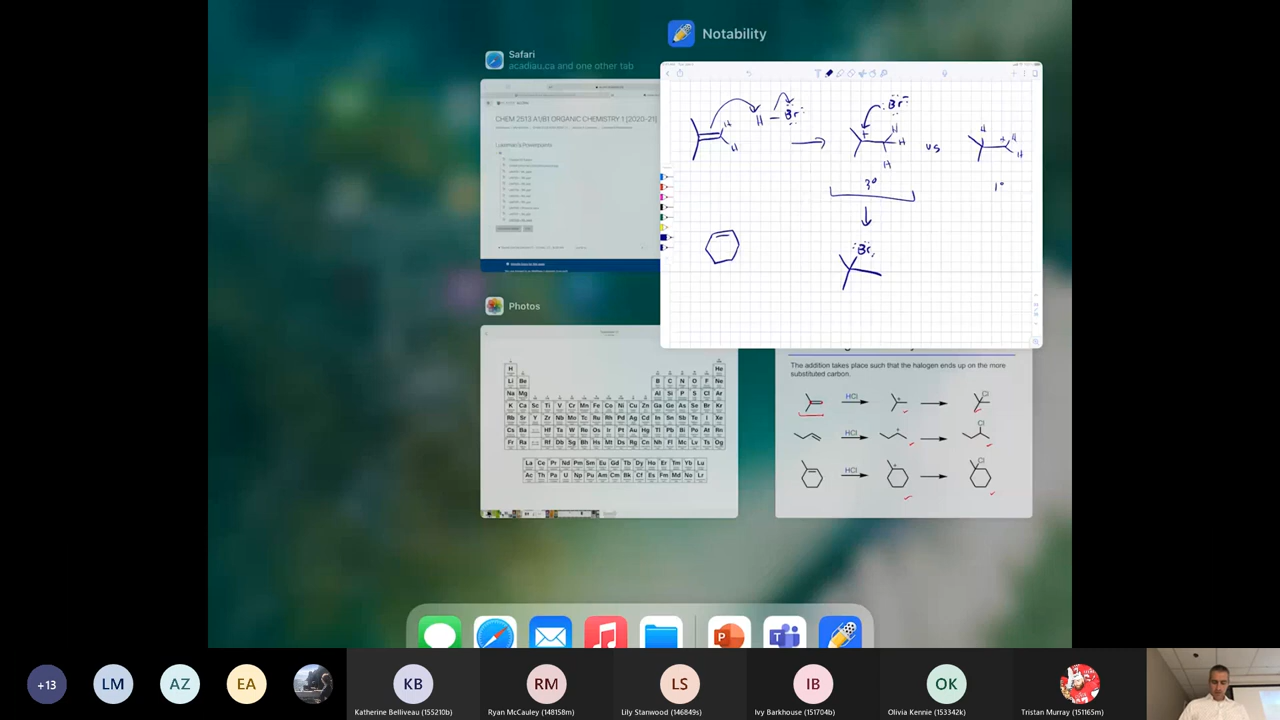 Notability
Safari
acadiau.ca and one other tab
CHEM 2513 A1/B1 ORGANIC CHEMISTRY 1 (2020-21)
H
H
H – Br
Br
H
H
H
vs
H
H
H
3°
1°
Br
Photos
H He
Li Be B C N O F Ne
Na Mg Al Si P S Cl Ar
K Ca Sc Ti V Cr Mn Fe Co Ni Cu Zn Ga Ge As Se Br Kr
Rb Sr Y Zr Nb Mo Tc Ru Rh Pd Ag Cd In Sn Sb Te I Xe
Cs Ba Hf Ta W Re Os Ir Pt Au Hg Tl Pb Bi Po At Rn
Fr Ra Rf Db Sg Bh Hs Mt Ds Rg Cn Nh Fl Mc Lv Ts Og
La Ce Pr Nd Pm Sm Eu Gd Tb Dy Ho Er Tm Yb Lu
Ac Th Pa U Np Pu Am Cm Bk Cf Es Fm Md No Lr
The addition takes place such that the halogen ends up on the more
substituted carbon.
HCl
Cl
HCl
Cl
HCl
Cl
+13
LM
AZ
EA
KB
RM
LS
IB
OK
Katherine Belliveau (155210b)
Ryan McCauley (148158m)
Lily Stanwood (146849s)
Ivy Barkhouse (151704b)
Olivia Kennie (153342k)
Tristan Murray (151165m)